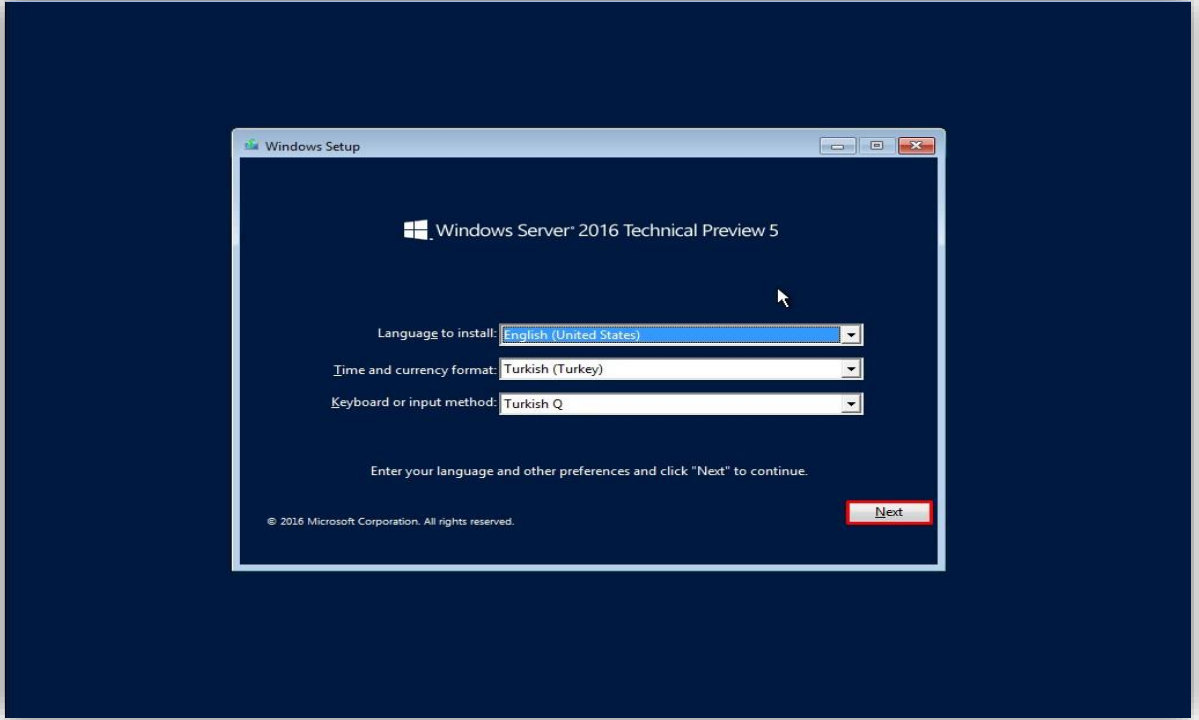 Windows Setup
Windows Server® 2016 Technical Preview 5
Language to install: English (United States)
Time and currency format: Turkish (Turkey)
Keyboard or input method: Turkish Q
Enter your language and other preferences and click "Next" to continue.
Next
© 2016 Microsoft Corporation. All rights reserved.